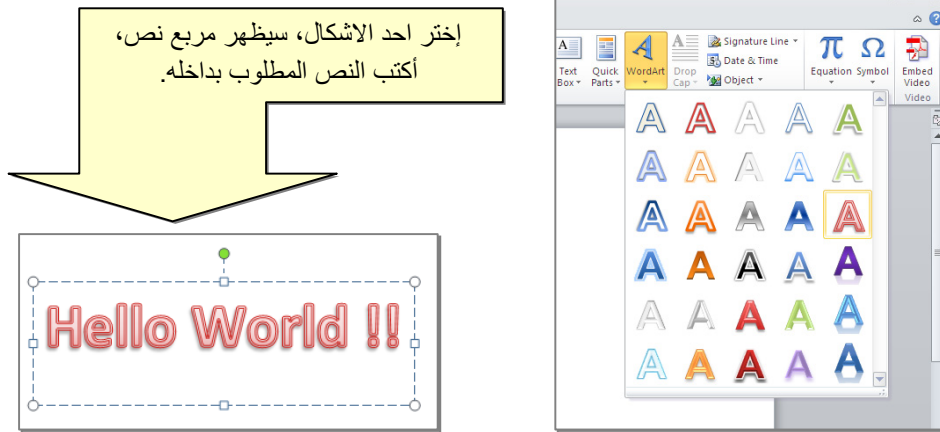 إختر احد الاشكال، سيظهر مربع نص،
أكتب النص المطلوب بداخله.
Hello World !!
Text Box
Quick Parts
WordArt
Drop Cap
Signature Line
Date & Time
Object
Equation
Symbol
Embed Video
Video